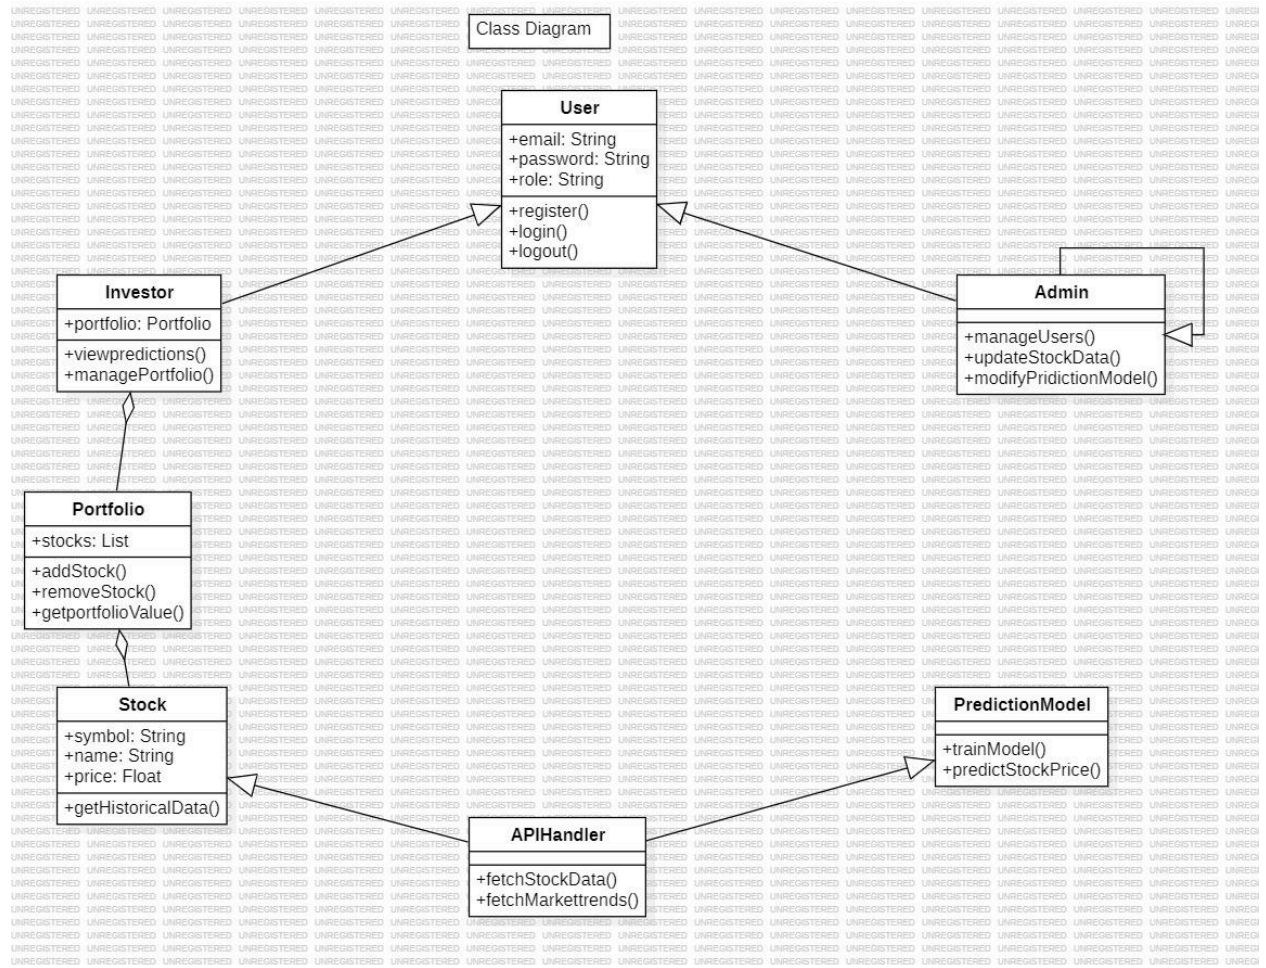 Class Diagram
User
+email: String
+password: String
+role: String
+register()
+login()
+logout()
Investor
+portfolio: Portfolio
+viewpredictions()
+managePortfolio()
Admin
+manageUsers()
+updateStockData()
+modifyPridictionModel()
Portfolio
+stocks: List
+addStock()
+removeStock()
+getportfolioValue()
Stock
+symbol: String
+name: String
+price: Float
+getHistoricalData()
PredictionModel
+trainModel()
+predictStockPrice()
APIHandler
+fetchStockData()
+fetchMarkettrends()
UNREGISTERED